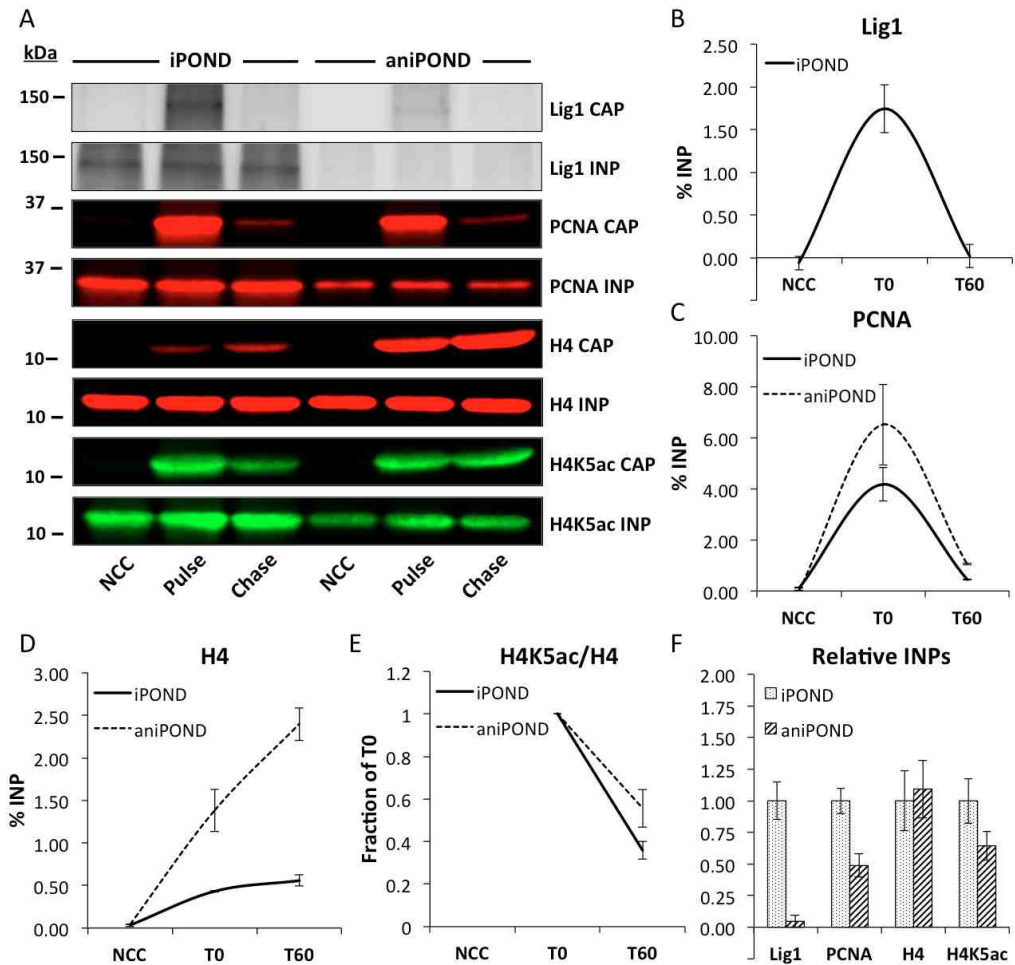 A
kDa
iPOND
aniPOND
150
Lig1 CAP
150
Lig1 INP
37
PCNA CAP
37
PCNA INP
10
H4 CAP
10
H4 INP
10
H4K5ac CAP
10
H4K5ac INP
NCC
Pulse
Chase
NCC
Pulse
Chase
B
Lig1
iPOND
% INP
2.50
2.00
1.50
1.00
0.50
0.00
NCC
T0
T60
C
PCNA
iPOND
aniPOND
% INP
10.00
8.00
6.00
4.00
2.00
0.00
NCC
T0
T60
D
H4
iPOND
aniPOND
% INP
3.00
2.50
2.00
1.50
1.00
0.50
0.00
NCC
T0
T60
E
H4K5ac/H4
iPOND
aniPOND
Fraction of T0
1.2
1
0.8
0.6
0.4
0.2
0
NCC
T0
T60
F
Relative INPs
iPOND
aniPOND
2.00
1.75
1.50
1.25
1.00
0.75
0.50
0.25
0.00
Lig1
PCNA
H4
H4K5ac